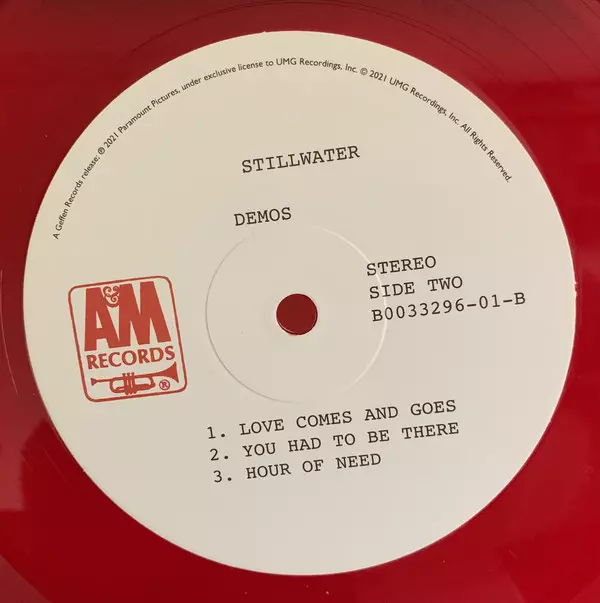 A Geffen Records release; ℗ 2021 Paramount Pictures, under exclusive license to UMG Recordings, Inc. © 2021 UMG Recordings, Inc. All Rights Reserved.
STILLWATER
DEMOS
STEREO
SIDE TWO
B0033296-01-B
A&M
RECORDS
®
1. LOVE COMES AND GOES
2. YOU HAD TO BE THERE
3. HOUR OF NEED